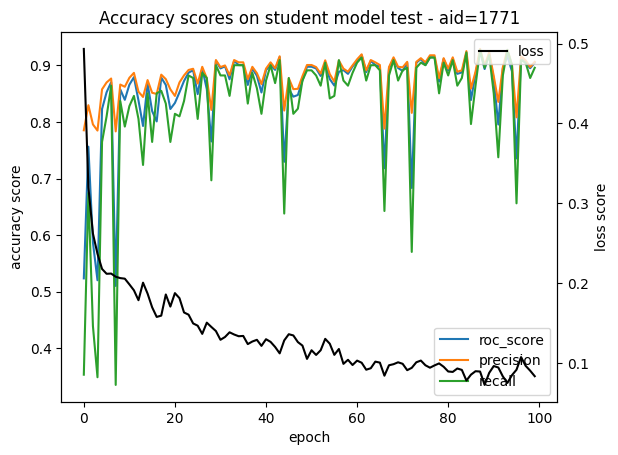 Accuracy scores on student model test - aid=1771
loss
roc_score
precision
recall
accuracy score
0.9
0.8
0.7
0.6
0.5
0.4
loss score
0.5
0.4
0.3
0.2
0.1
0
20
40
60
80
100
epoch